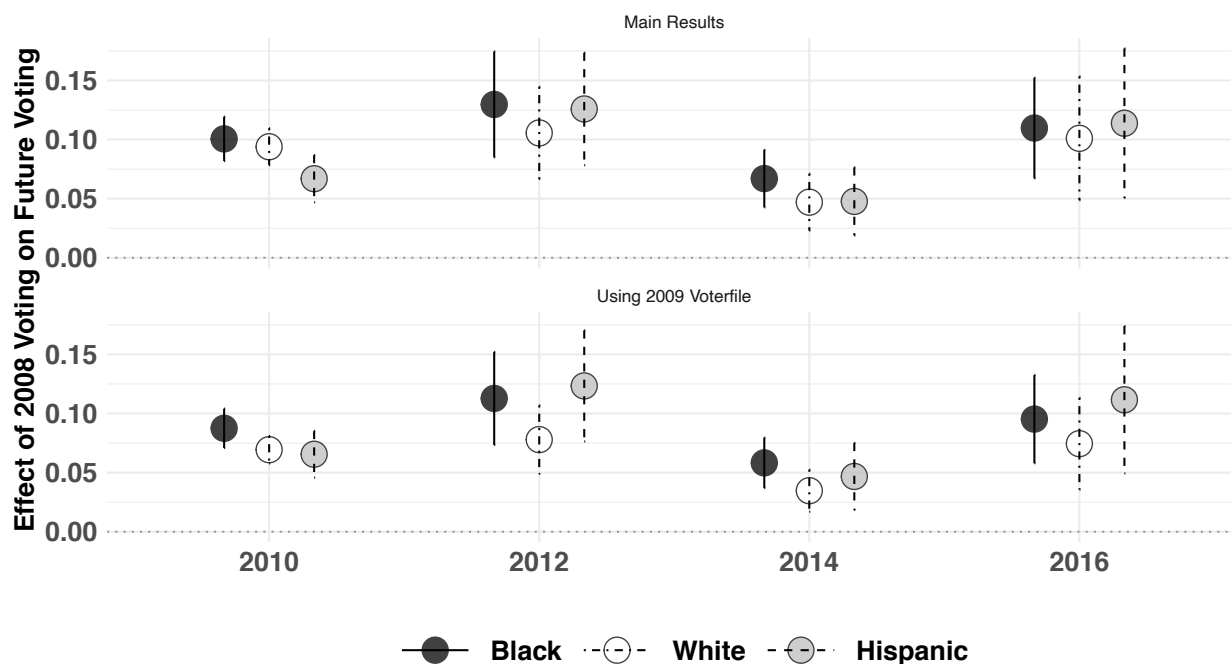 Main Results
Effect of 2008 Voting on Future Voting
0.15
0.10
0.05
0.00
Using 2009 Voterfile
0.15
0.10
0.05
0.00
2010 2012 2014 2016
Black White Hispanic